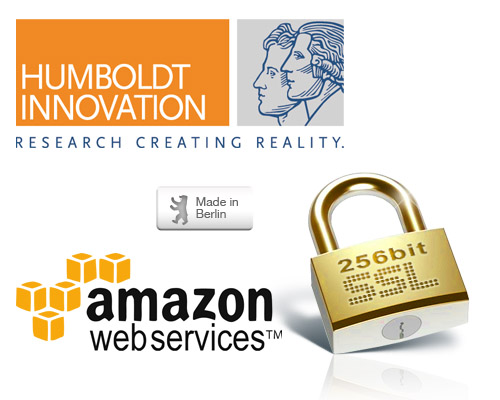 HUMBOLDT
INNOVATION
RESEARCH CREATING REALITY.
Made in
Berlin
256bit
SSL
amazon
webservices™